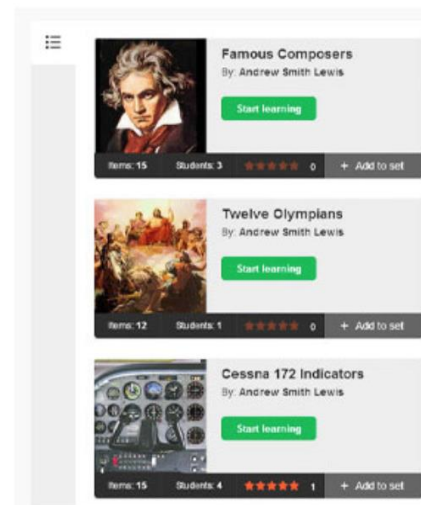 Famous Composers
By: Andrew Smith Lewis
Start learning
Items: 15 Students: 3 0 + Add to set
Twelve Olympians
By: Andrew Smith Lewis
Start learning
Items: 12 Students: 1 0 + Add to set
Cessna 172 Indicators
By: Andrew Smith Lewis
Start learning
Items: 15 Students: 4 1 + Add to set